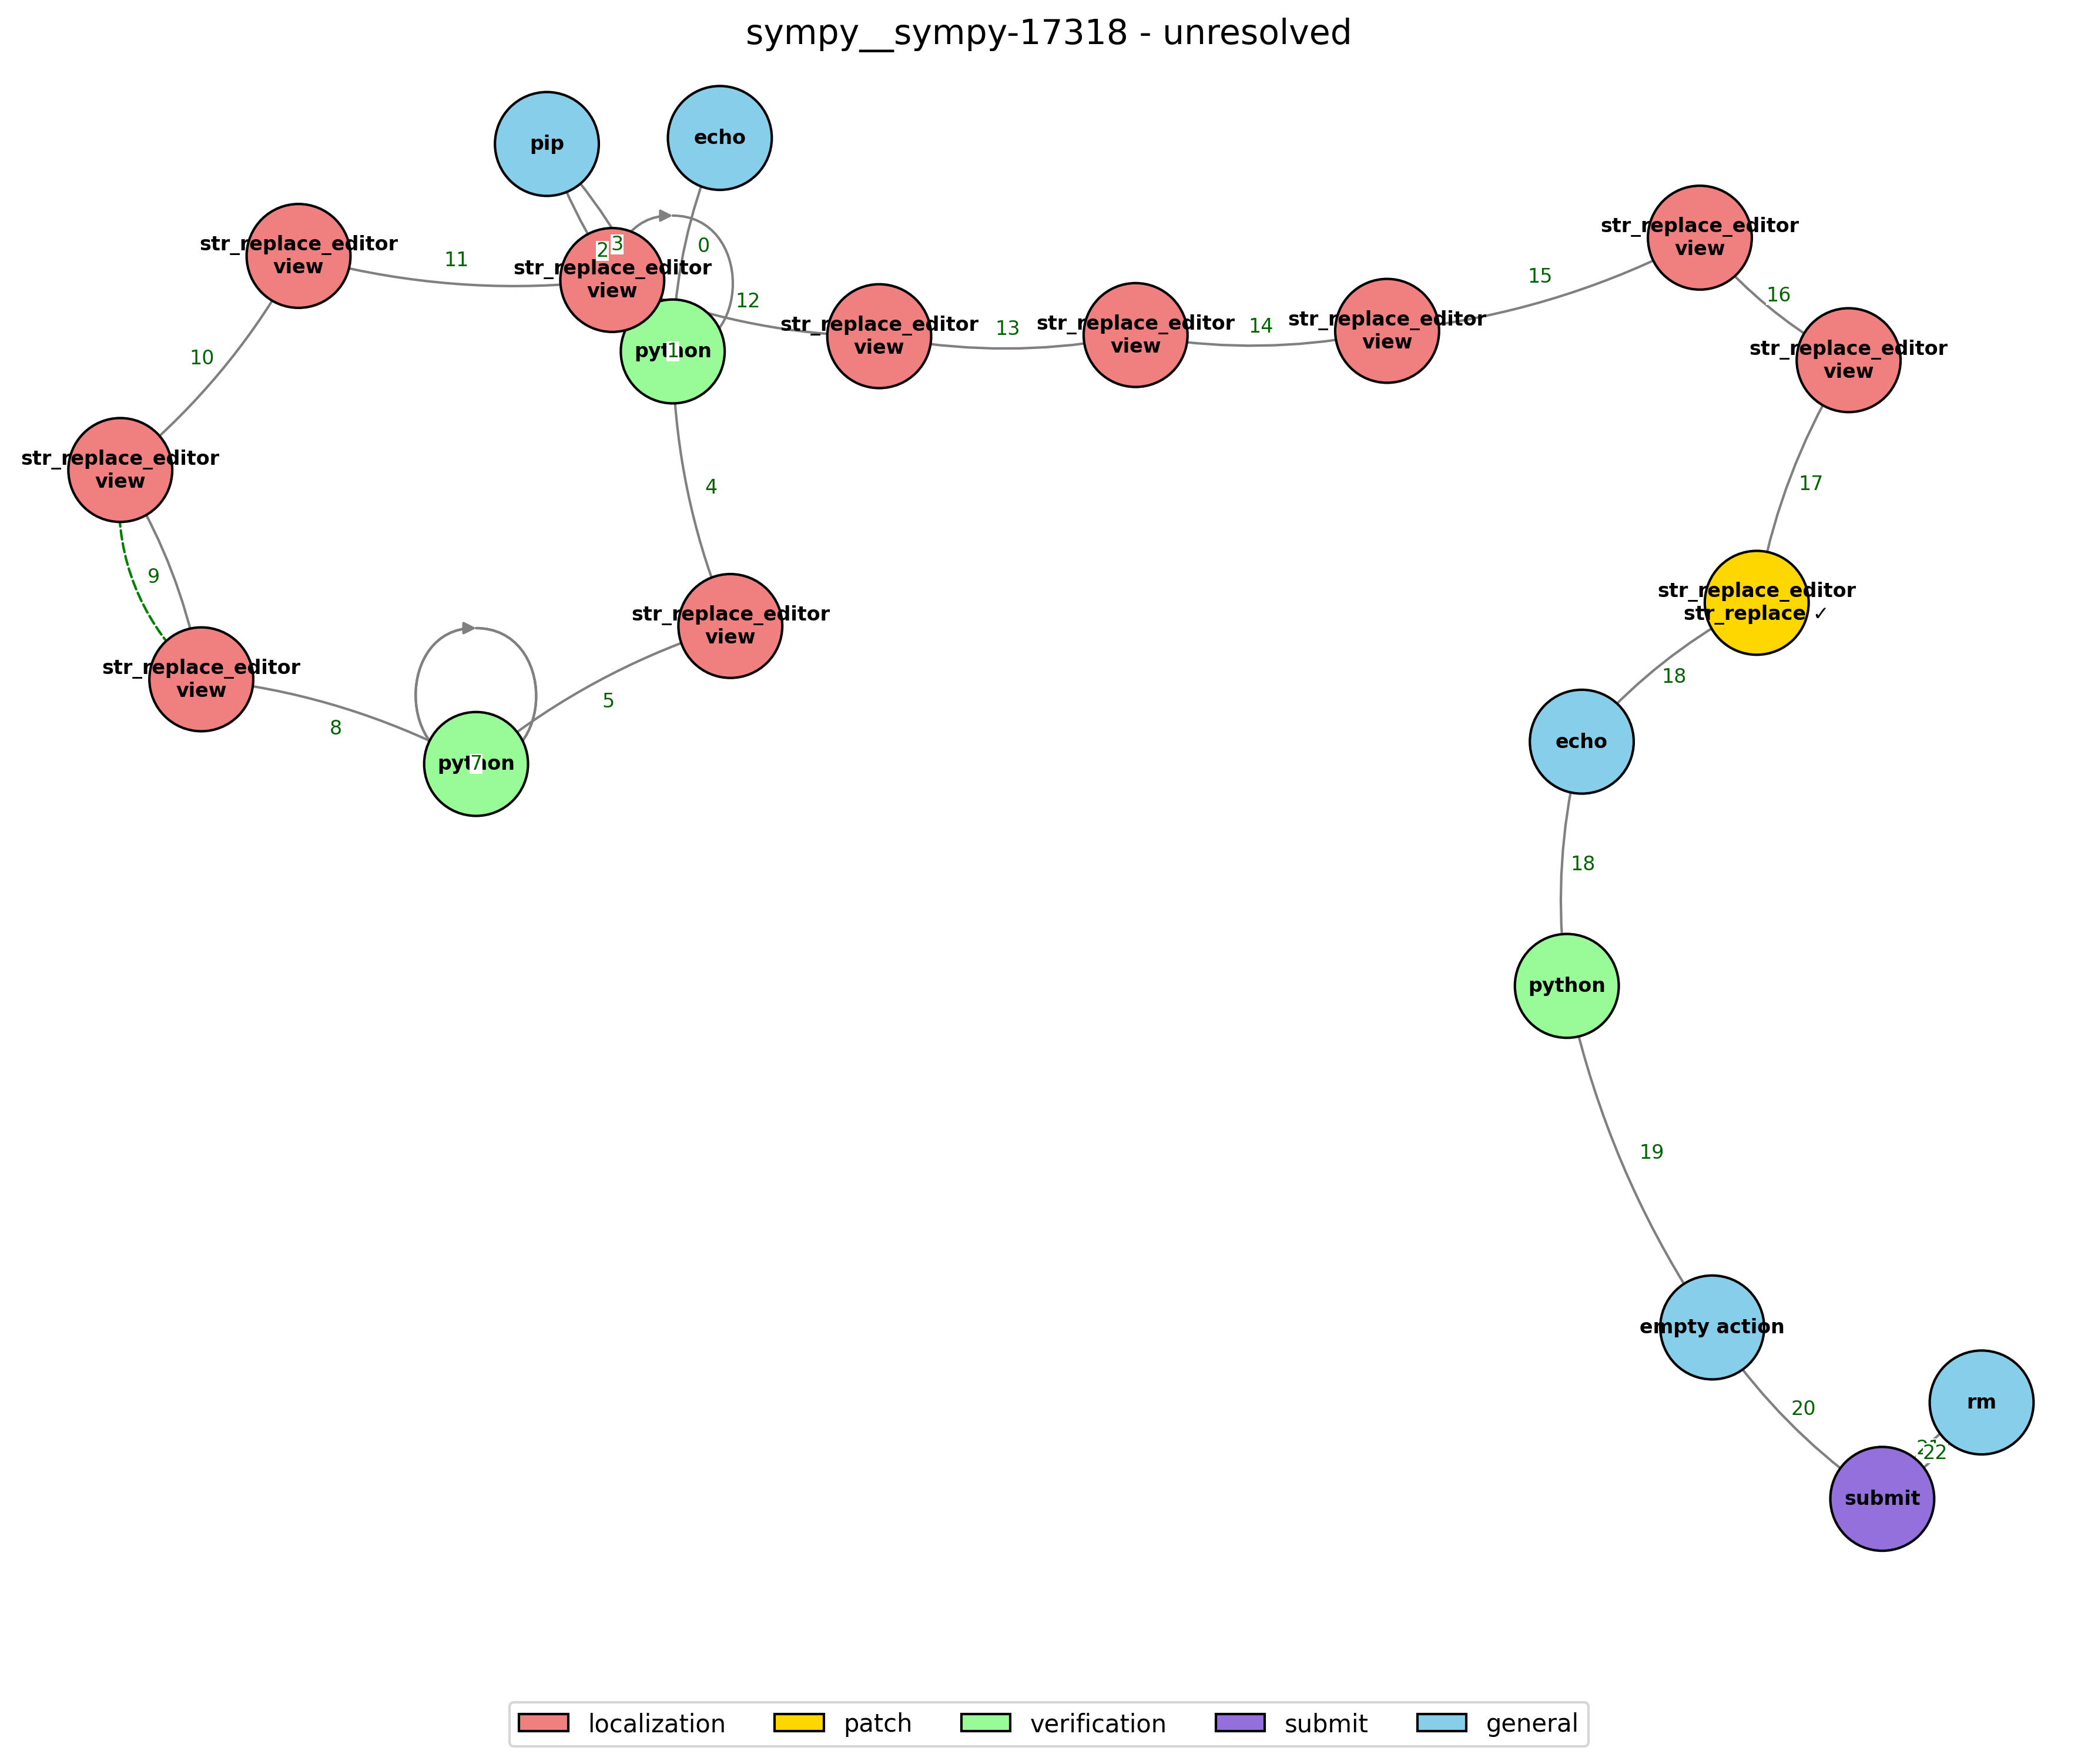 sympy__sympy-17318 - unresolved
pip
echo
str_replace_editor
view
str_replace_editor
view
2
3
0
11
12
python
1
str_replace_editor
view
13
str_replace_editor
view
14
str_replace_editor
view
15
str_replace_editor
view
16
str_replace_editor
view
10
17
str_replace_editor
view
4
9
str_replace_editor
view
5
str_replace_editor
view
8
python
7
str_replace_editor
str_replace ✓
18
echo
18
python
19
empty action
20
rm
22
submit
localization
patch
verification
submit
general